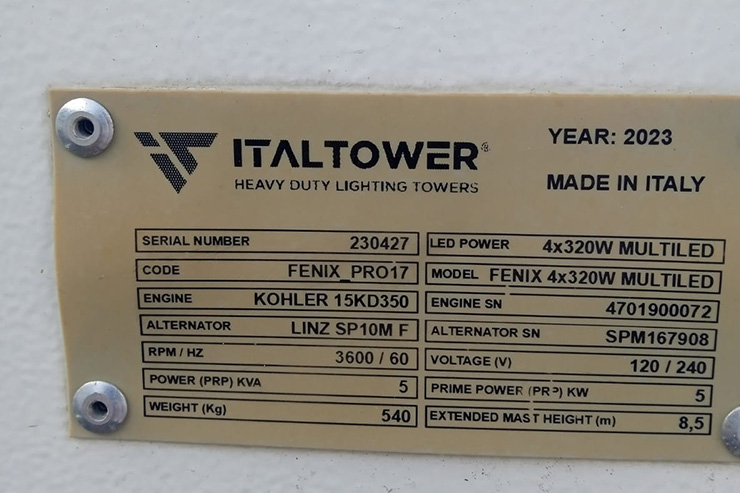 ITALTOWER®
HEAVY DUTY LIGHTING TOWERS
YEAR: 2023
MADE IN ITALY
SERIAL NUMBER 230427
CODE FENIX_PRO17
ENGINE KOHLER 15KD350
ALTERNATOR LINZ SP10M F
RPM / HZ 3600 / 60
POWER (PRP) KVA 5
WEIGHT (Kg) 540
LED POWER 4x320W MULTILED
MODEL FENIX 4x320W MULTILED
ENGINE SN 4701900072
ALTERNATOR SN SPM167908
VOLTAGE (V) 120 / 240
PRIME POWER (PRP) KW 5
EXTENDED MAST HEIGHT (m) 8,5